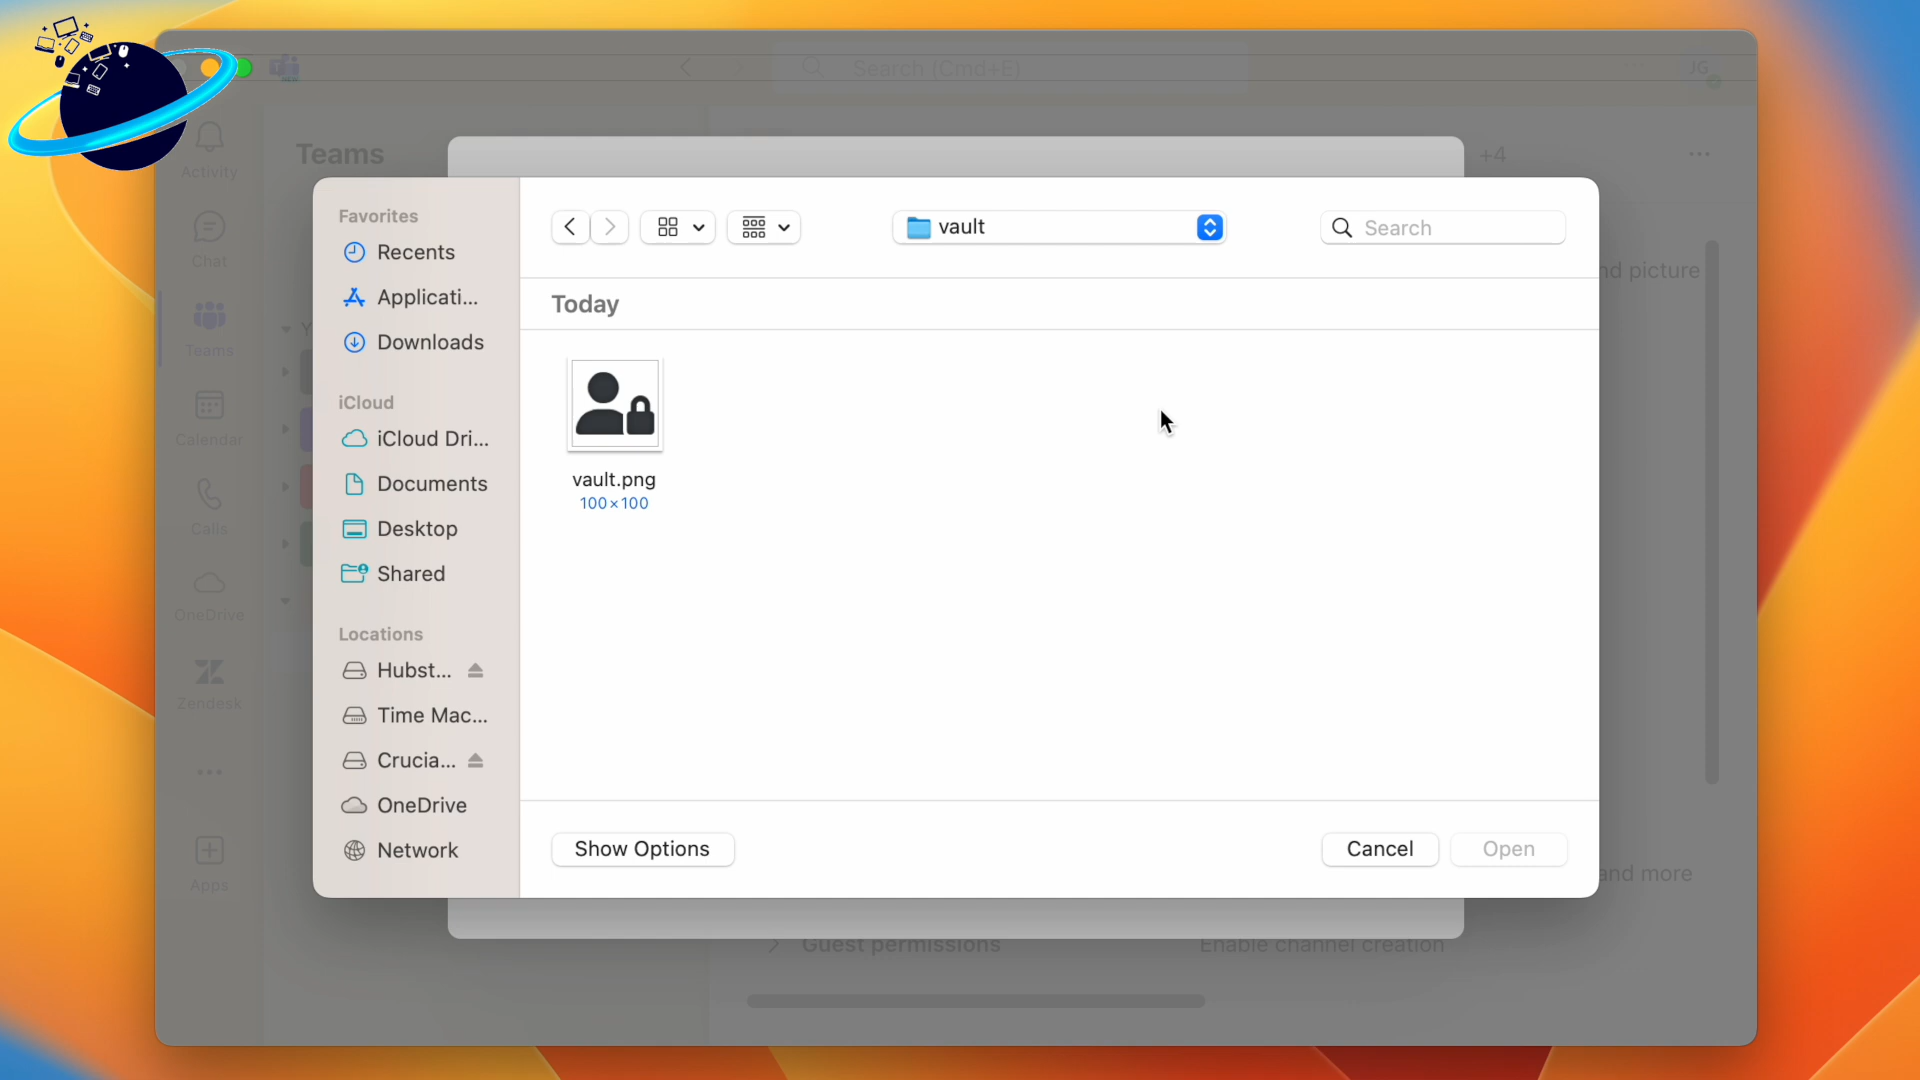 Search (Cmd+E)
JG
Activity
Teams
+4
Chat
Teams
Calendar
Calls
OneDrive
Zendesk
Apps
Favorites
Recents
Applicati...
Downloads
iCloud
iCloud Dri...
Documents
Desktop
Shared
Locations
Hubst...
Time Mac...
Crucia...
OneDrive
Network
vault
Search
Today
vault.png
100×100
Show Options
Cancel
Open
picture
and more
Guest permissions
Enable channel creation